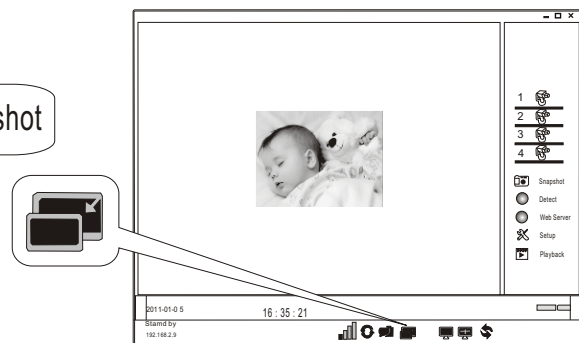 shot
1
2
3
4
Snapshot
Detect
Web Server
Setup
Playback
2011-01-0 5
16 : 35 : 21
Stamd by
192.168.2.9